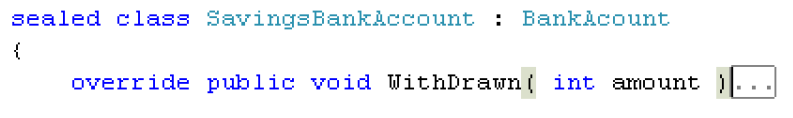 sealed class SavingsBankAccount : BankAcount
{
override public void WithDrawn( int amount )...